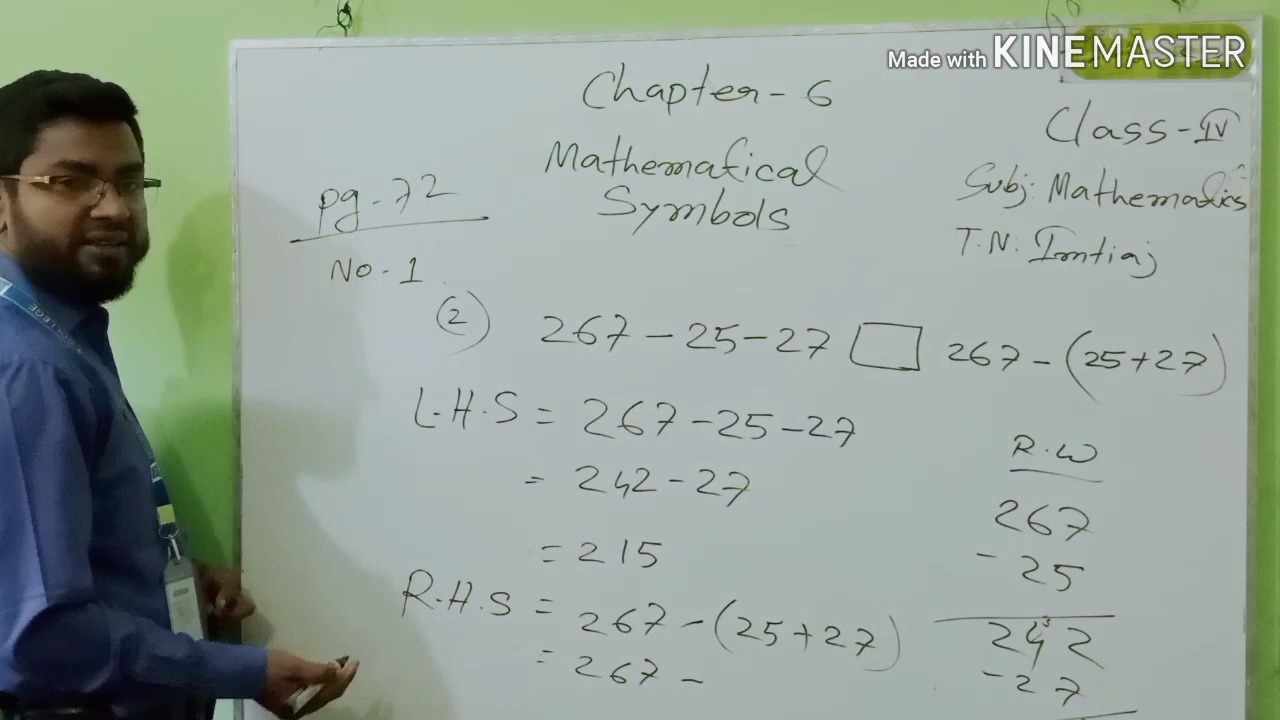 Made with KINEMASTER
Chapter-6
Mathematical
Symbols
Class-IV
Subj: Mathematics
T.N: Imtiaj
pg.72
No.1
(2) 267-25-27 □ 267-(25+27)
L.H.S = 267-25-27
= 242-27
= 215
R.H.S = 267-(25+27)
= 267-
R.W
267
-25
242
-27
COLLEGE